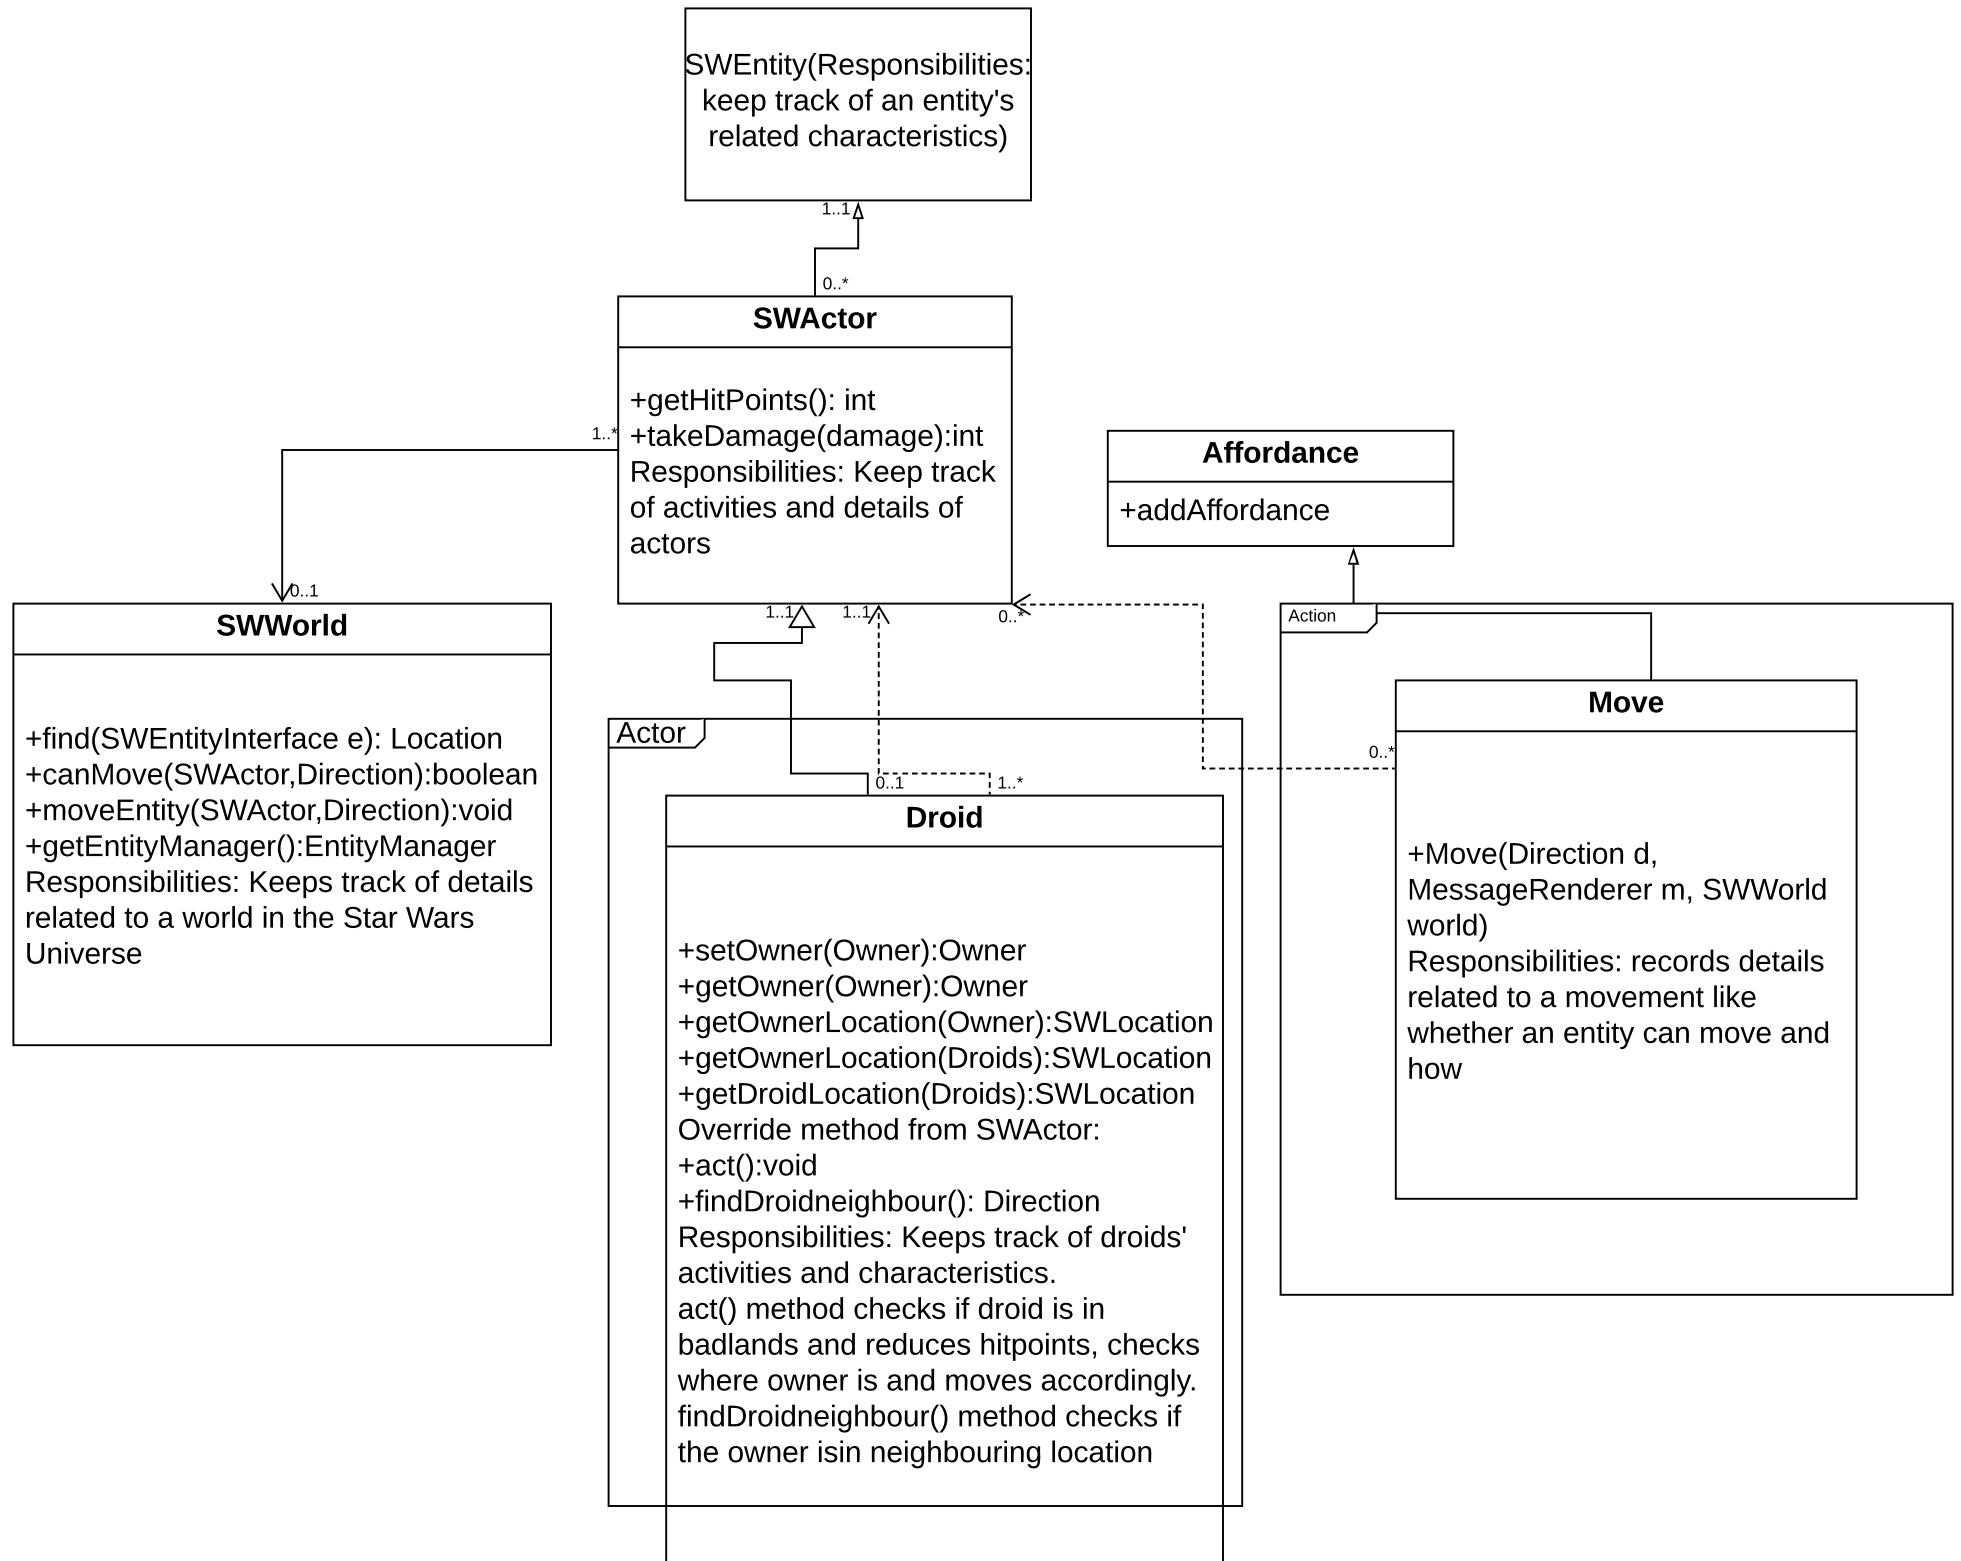 SWEntity(Responsibilities:
keep track of an entity's
related characteristics)
1..1
0..*
SWActor
+getHitPoints(): int
+takeDamage(damage):int
Responsibilities: Keep track
of activities and details of
actors
1..*
0..1
Affordance
+addAffordance
SWWorld
+find(SWEntityInterface e): Location
+canMove(SWActor,Direction):boolean
+moveEntity(SWActor,Direction):void
+getEntityManager():EntityManager
Responsibilities: Keeps track of details
related to a world in the Star Wars
Universe
1..1
1..1
0..*
Action
Move
0..*
+Move(Direction d,
MessageRenderer m, SWWorld
world)
Responsibilities: records details
related to a movement like
whether an entity can move and
how
Actor
0..1
1..*
Droid
+setOwner(Owner):Owner
+getOwner(Owner):Owner
+getOwnerLocation(Owner):SWLocation
+getOwnerLocation(Droids):SWLocation
+getDroidLocation(Droids):SWLocation
Override method from SWActor:
+act():void
+findDroidneighbour(): Direction
Responsibilities: Keeps track of droids'
activities and characteristics.
act() method checks if droid is in
badlands and reduces hitpoints, checks
where owner is and moves accordingly.
findDroidneighbour() method checks if
the owner isin neighbouring location